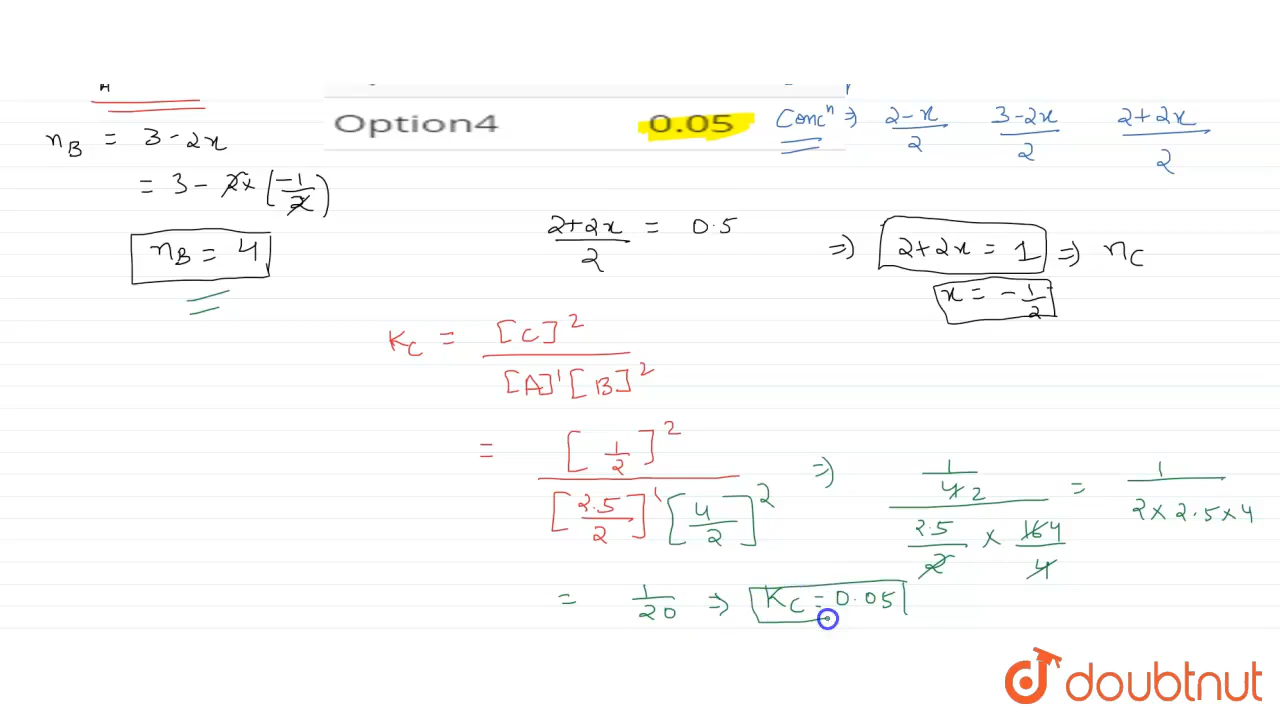 A
n_B = 3 - 2x
= 3 - 2x (-1/2)
n_B = 4
Option4 0.05
Concⁿ ⇒ (2-x)/2 (3-2x)/2 (2+2x)/2
(2+2x)/2 = 0.5 ⇒ 2+2x = 1 ⇒ n_C
x = -1/2
K_C = [C]² / [A]¹[B]²
= [1/2]² / [2.5/2]¹ [4/2]² ⇒ (1/4 2) / (2.5/2 × 16 4/4) = 1 / (2×2.5×4)
= 1/20 ⇒ K_C = 0.05
doubtnut